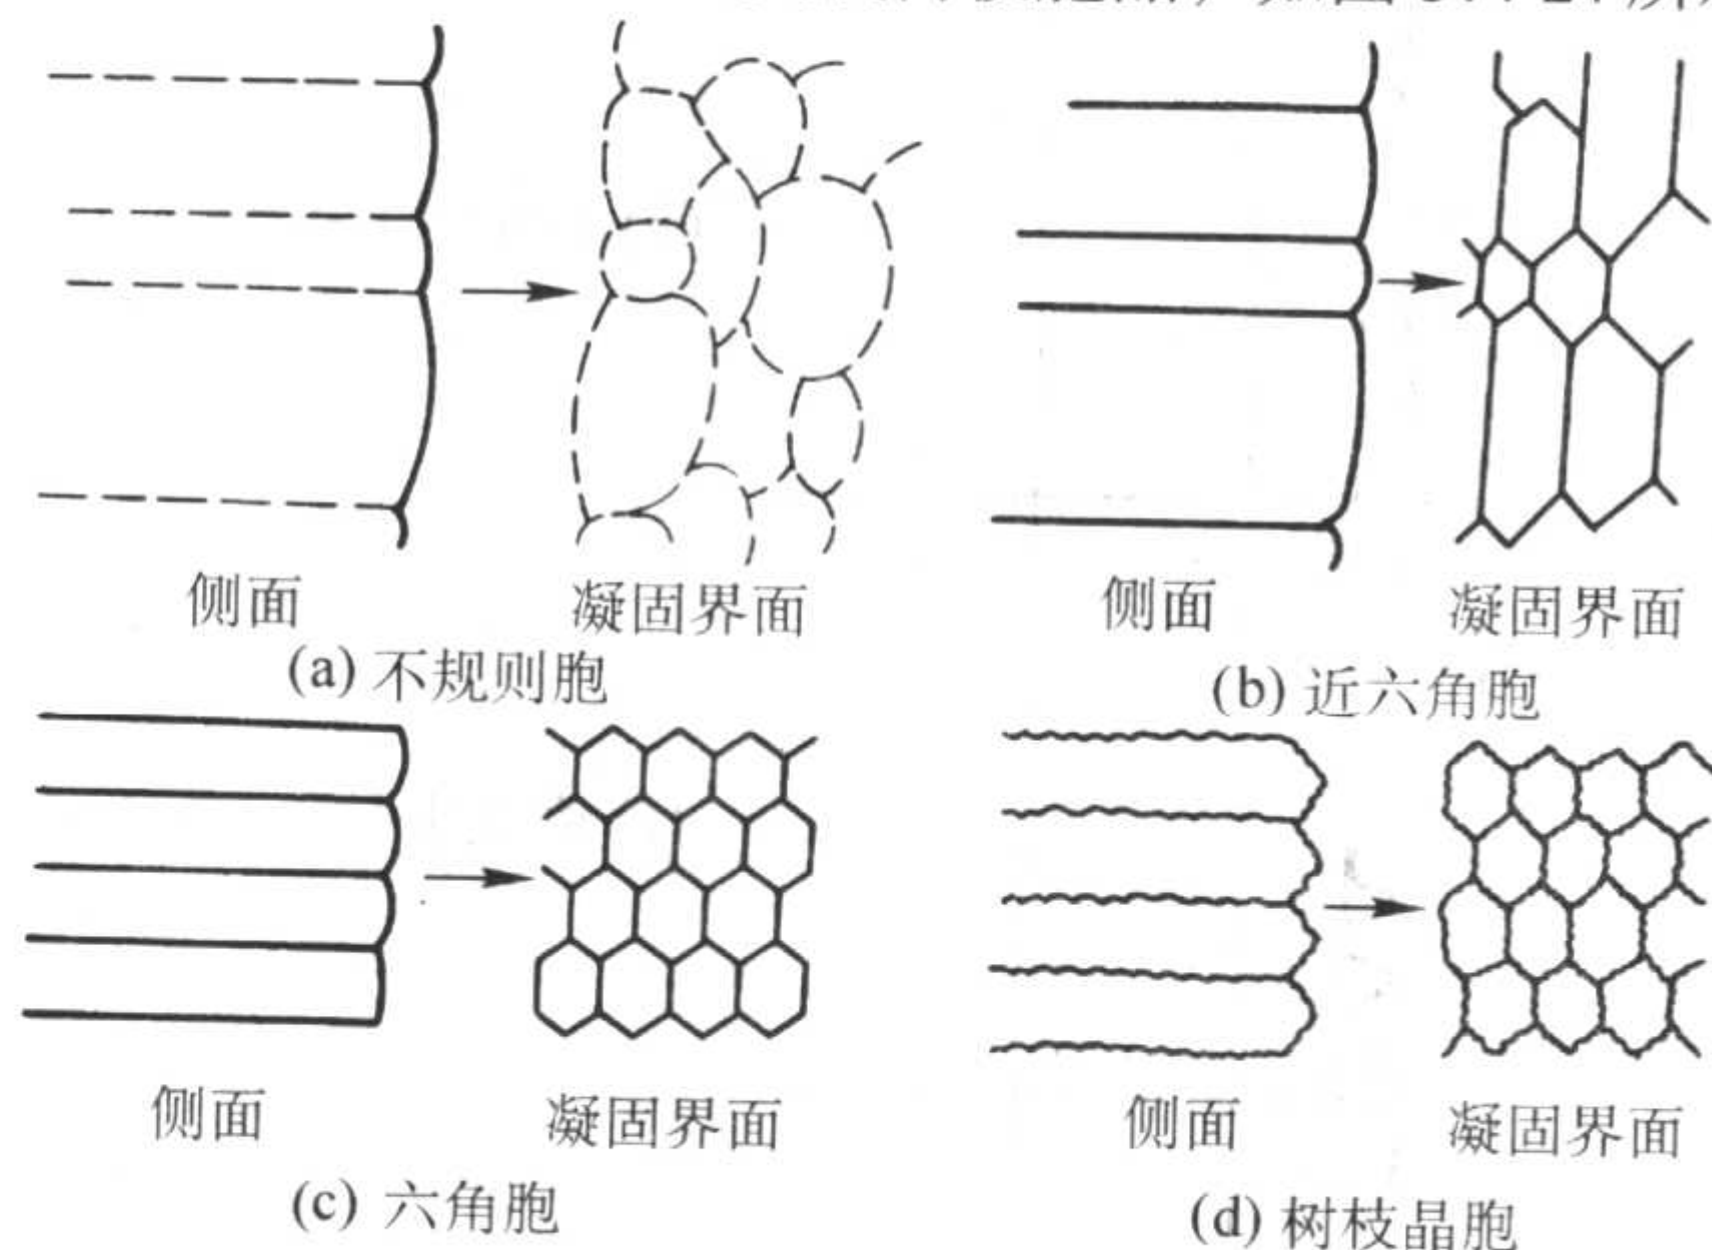 侧面 凝固界面
(a) 不规则胞
侧面 凝固界面
(b) 近六角胞
侧面 凝固界面
(c) 六角胞
侧面 凝固界面
(d) 树枝晶胞